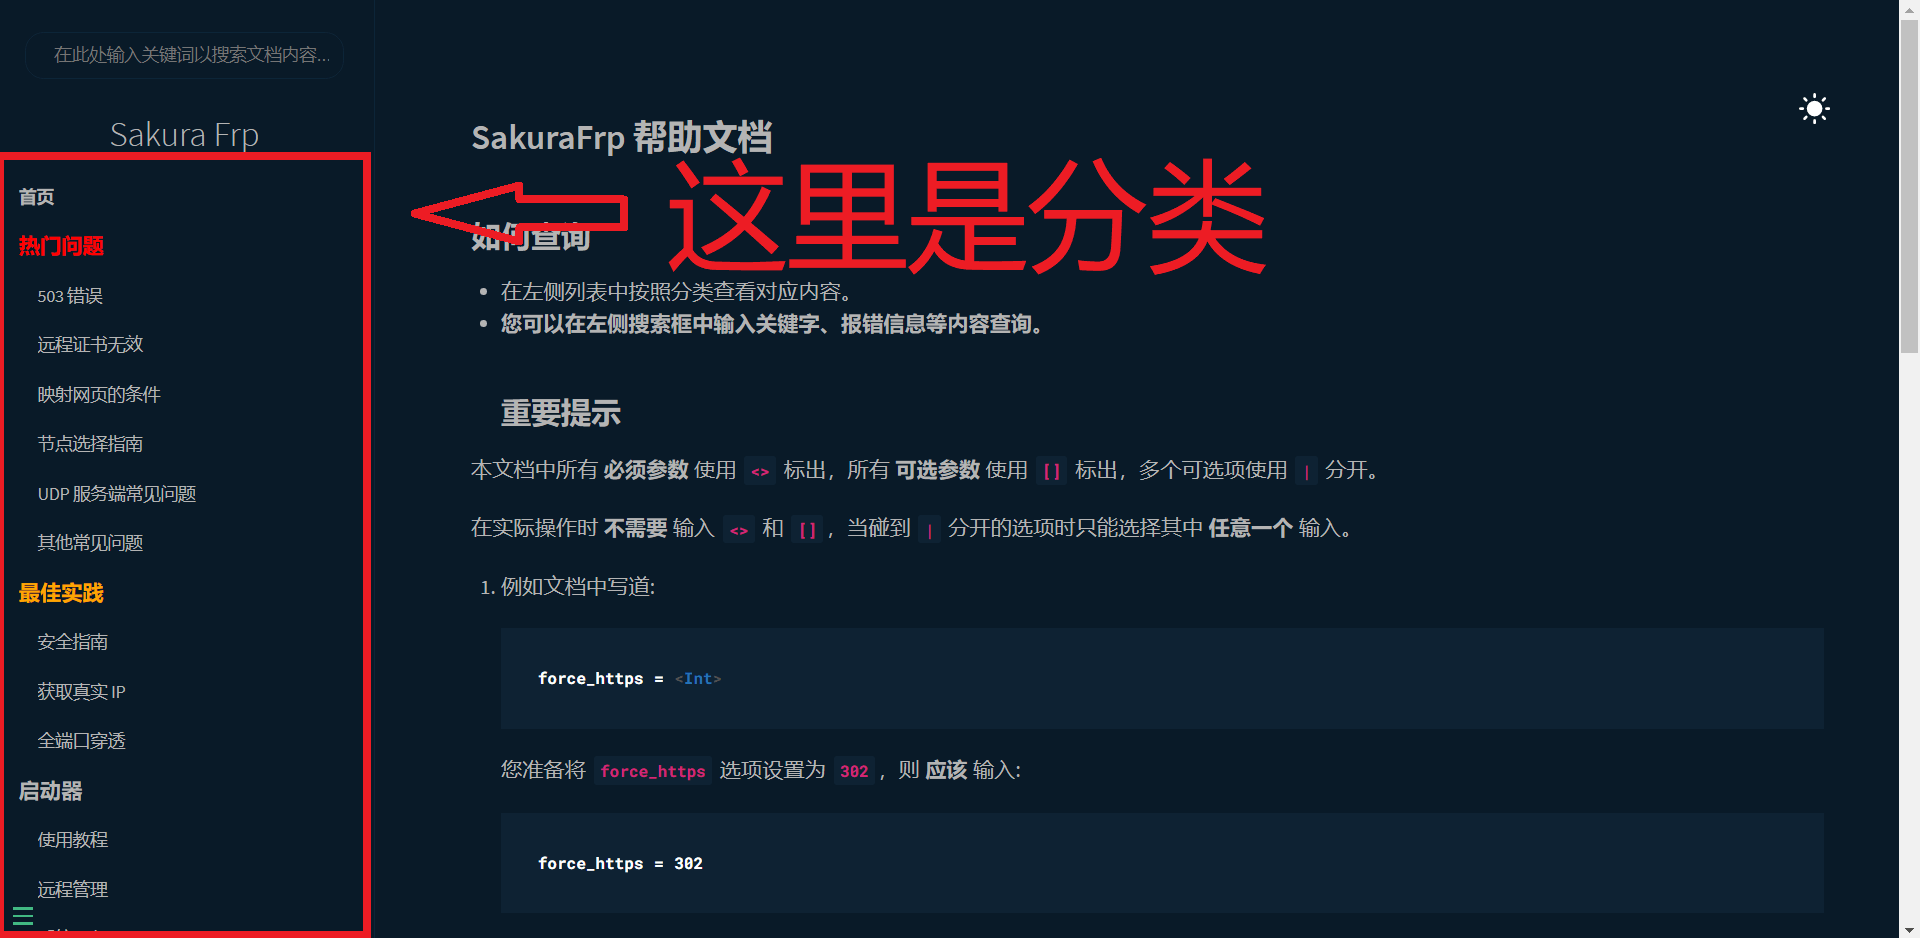 在此处输入关键词以搜索文档内容...
Sakura Frp
首页
热门问题
503 错误
远程证书无效
映射网页的条件
节点选择指南
UDP 服务端常见问题
其他常见问题
最佳实践
安全指南
获取真实 IP
全端口穿透
启动器
使用教程
远程管理
SakuraFrp 帮助文档
这里是分类
如何查询
在左侧列表中按照分类查看对应内容。
您可以在左侧搜索框中输入关键字、报错信息等内容查询。
重要提示
本文档中所有 必须参数 使用 <> 标出，所有 可选参数 使用 [] 标出，多个可选项使用 | 分开。
在实际操作时 不需要 输入 <> 和 []，当碰到 | 分开的选项时只能选择其中 任意一个 输入。
1. 例如文档中写道:
force_https = <Int>
您准备将 force_https 选项设置为 302，则 应该 输入:
force_https = 302